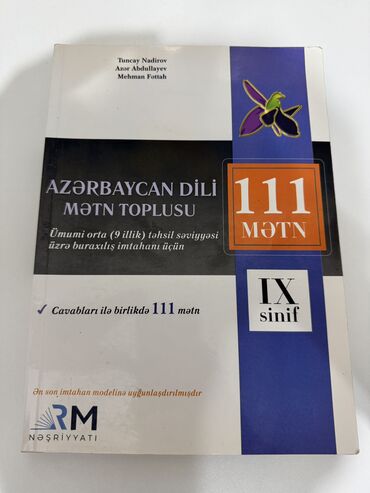 Tuncay Nadirov
Azər Abdullayev
Mehman Fəttah
AZƏRBAYCAN DİLİ
MƏTN TOPLUSU
Ümumi orta (9 illik) təhsil səviyyəsi
üzrə buraxılış imtahanı üçün
111
MƏTN
IX
sinif
✓ Cavabları ilə birlikdə 111 mətn
Ən son imtahan modelinə uyğunlaşdırılmışdır
RM
NƏŞRİYYATI